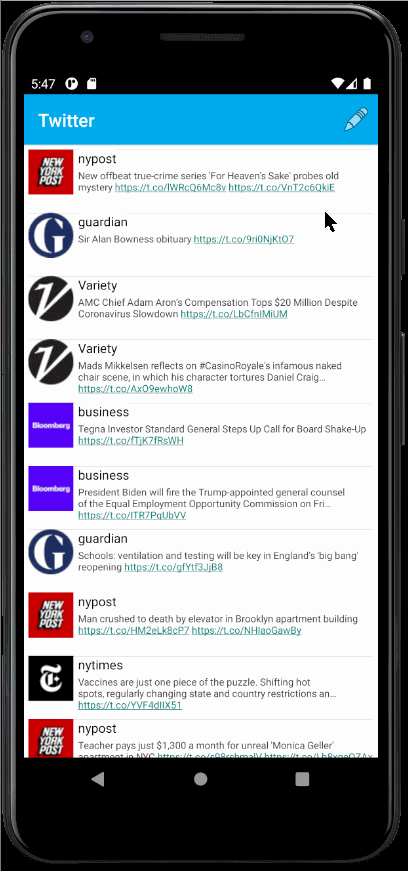 5:47
Twitter
NEW
YORK
POST
nypost
New offbeat true-crime series 'For Heaven's Sake' probes old
mystery https://t.co/lWRcQ6Mc8v https://t.co/VnT2c6QkiE
guardian
Sir Alan Bowness obituary https://t.co/9ri0NjKtO7
Variety
AMC Chief Adam Aron's Compensation Tops $20 Million Despite
Coronavirus Slowdown https://t.co/LbCfnIMiUM
Variety
Mads Mikkelsen reflects on #CasinoRoyale's infamous naked
chair scene, in which his character tortures Daniel Craig…
https://t.co/AxO9ewhoW8
Bloomberg
business
Tegna Investor Standard General Steps Up Call for Board Shake-Up
https://t.co/fTjK7fRsWH
Bloomberg
business
President Biden will fire the Trump-appointed general counsel
of the Equal Employment Opportunity Commission on Fri…
https://t.co/ITR7PqUbVV
guardian
Schools: ventilation and testing will be key in England's 'big bang'
reopening https://t.co/gfYtf3JjB8
NEW
YORK
POST
nypost
Man crushed to death by elevator in Brooklyn apartment building
https://t.co/HM2eLk8cP7 https://t.co/NHIaoGawBy
nytimes
Vaccines are just one piece of the puzzle. Shifting hot
spots, regularly changing state and country restrictions an…
https://t.co/YVF4dIIX51
NEW
YORK
POST
nypost
Teacher pays just $1,300 a month for unreal 'Monica Geller'
apartment in NYC